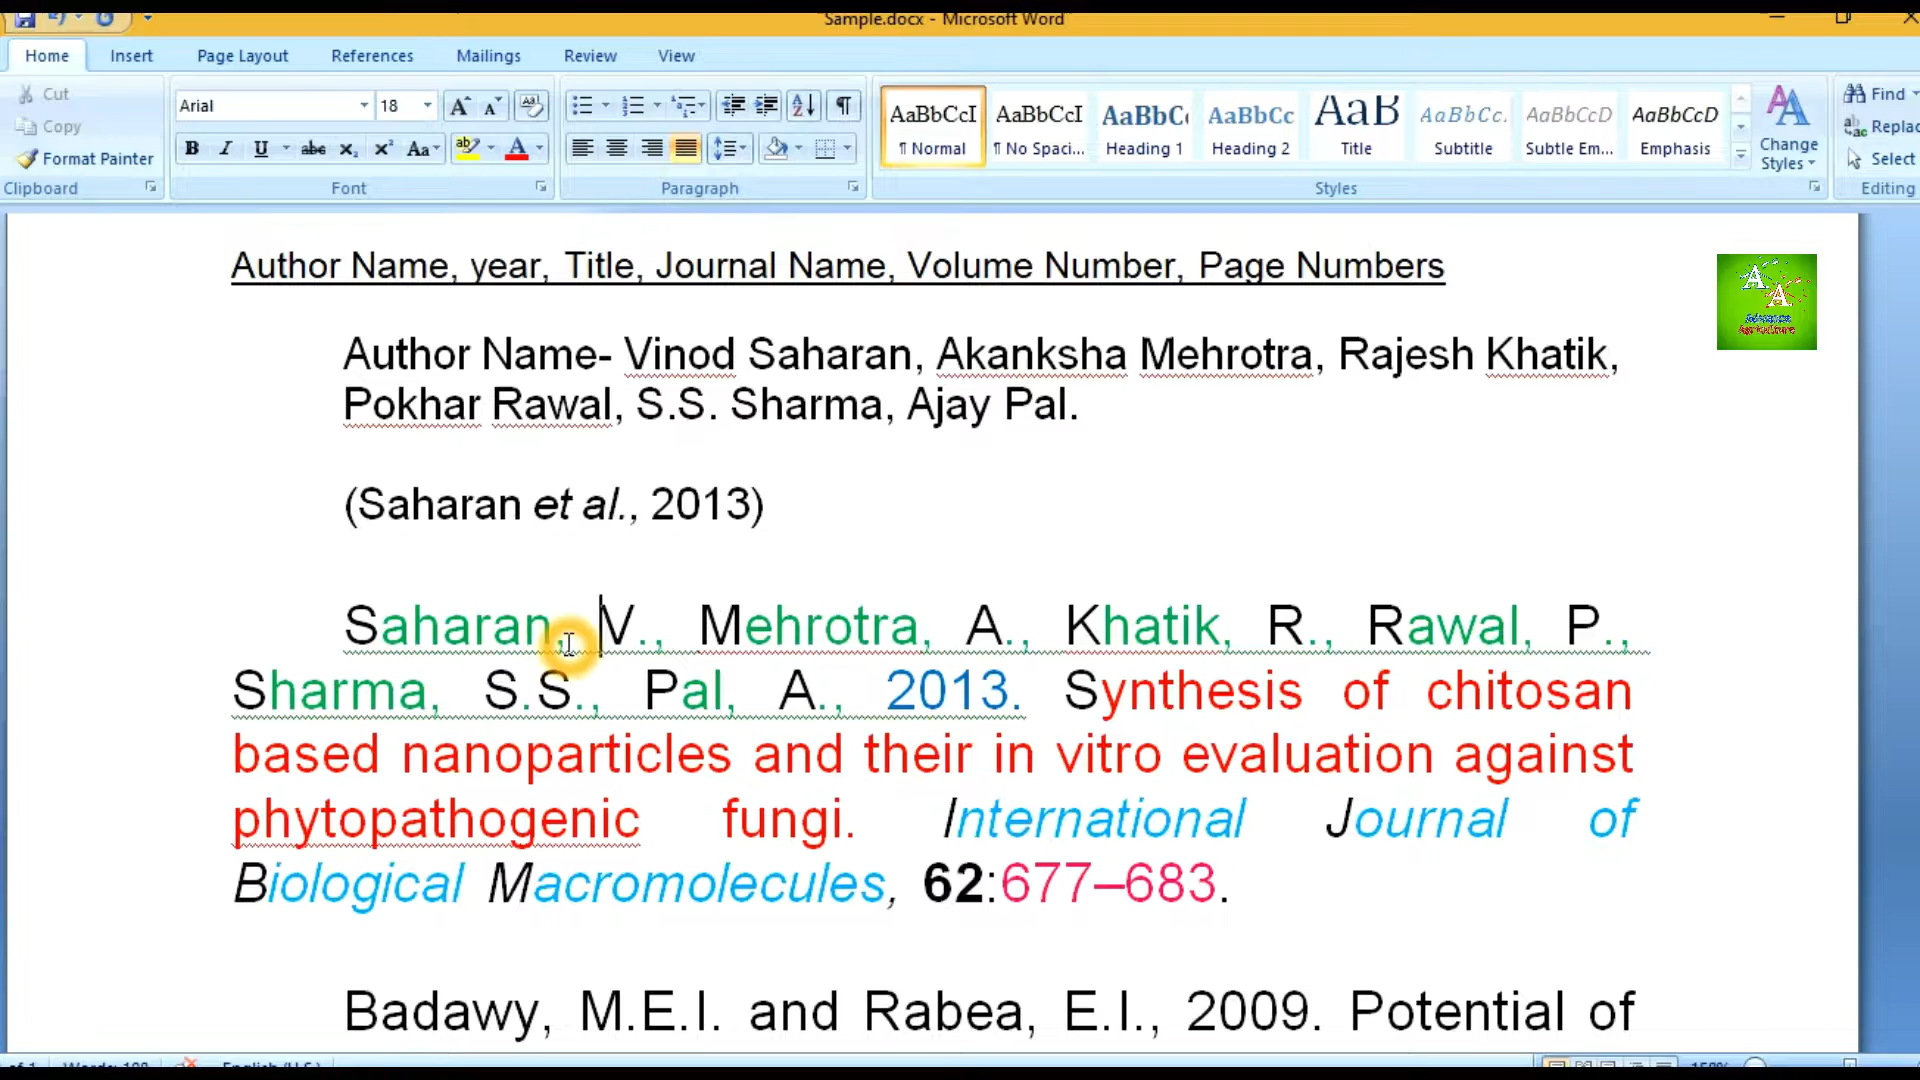 Sample.docx - Microsoft Word
Home Insert Page Layout References Mailings Review View
Cut
Copy
Format Painter
Clipboard
Arial 18
Font
Paragraph
AaBbCcI AaBbCcI AaBbC AaBbCc AaB AaBbCc. AaBbCcD AaBbCcD
¶ Normal ¶ No Spaci... Heading 1 Heading 2 Title Subtitle Subtle Em... Emphasis
Change Styles
Styles
Find
Replac
Select
Editing
Author Name, year, Title, Journal Name, Volume Number, Page Numbers
Advance
Agriculture
Author Name- Vinod Saharan, Akanksha Mehrotra, Rajesh Khatik,
Pokhar Rawal, S.S. Sharma, Ajay Pal.
(Saharan et al., 2013)
Saharan, V., Mehrotra, A., Khatik, R., Rawal, P.,
Sharma, S.S., Pal, A., 2013. Synthesis of chitosan
based nanoparticles and their in vitro evaluation against
phytopathogenic fungi. International Journal of
Biological Macromolecules, 62:677–683.
Badawy, M.E.I. and Rabea, E.I., 2009. Potential of